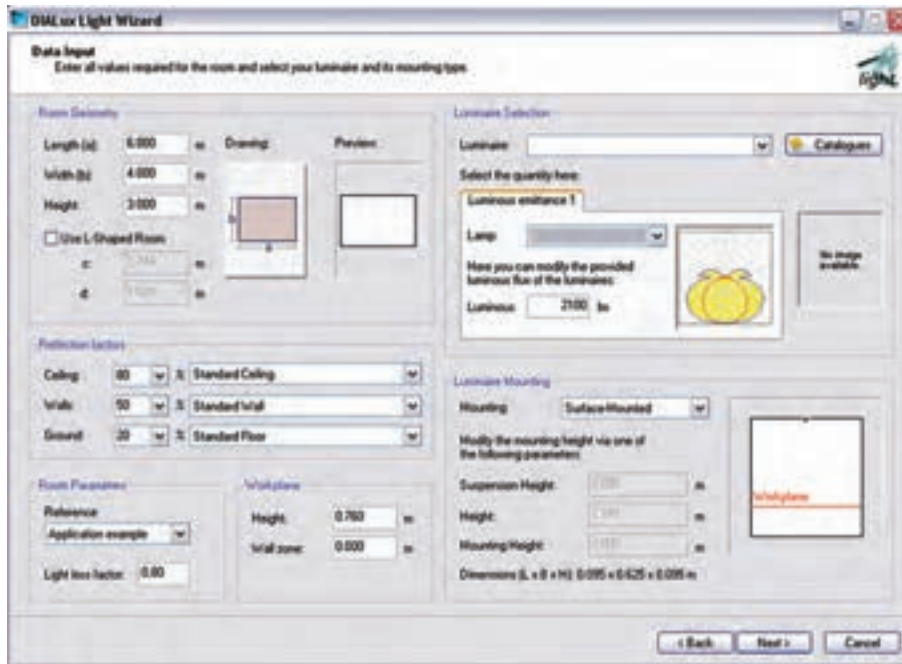 DIALux Light Wizard
Data Input
Enter all values required for the room and select your luminaire and its mounting type.
light
Room Geometry
Length (a): 6.000 m
Drawing:
Preview:
Width (b): 4.000 m
Height: 3.000 m
b
a
Use L-Shaped Room
c: m
d: m
Luminaire Selection
Luminaire: Catalogues
Select the quantity here:
Luminous emittance 1
Lamp:
Here you can modify the provided
luminous flux of the luminaires:
Luminous 2100 lm
No image
available.
Reflection factors
Ceiling: 80 % Standard Ceiling
Walls: 50 % Standard Wall
Ground: 20 % Standard Floor
Luminaire Mounting
Mounting: Surface-Mounted
Modify the mounting height via one of
the following parameters:
Suspension Height: m
Height: m
Mounting Height: m
Dimensions (L x B x H): 0.095 x 0.625 x 0.095 m
Workplane
Room Parameters
Reference
Application example
Light loss factor: 0.80
Workplane
Height: 0.760 m
Wall zone: 0.000 m
< Back
Next >
Cancel